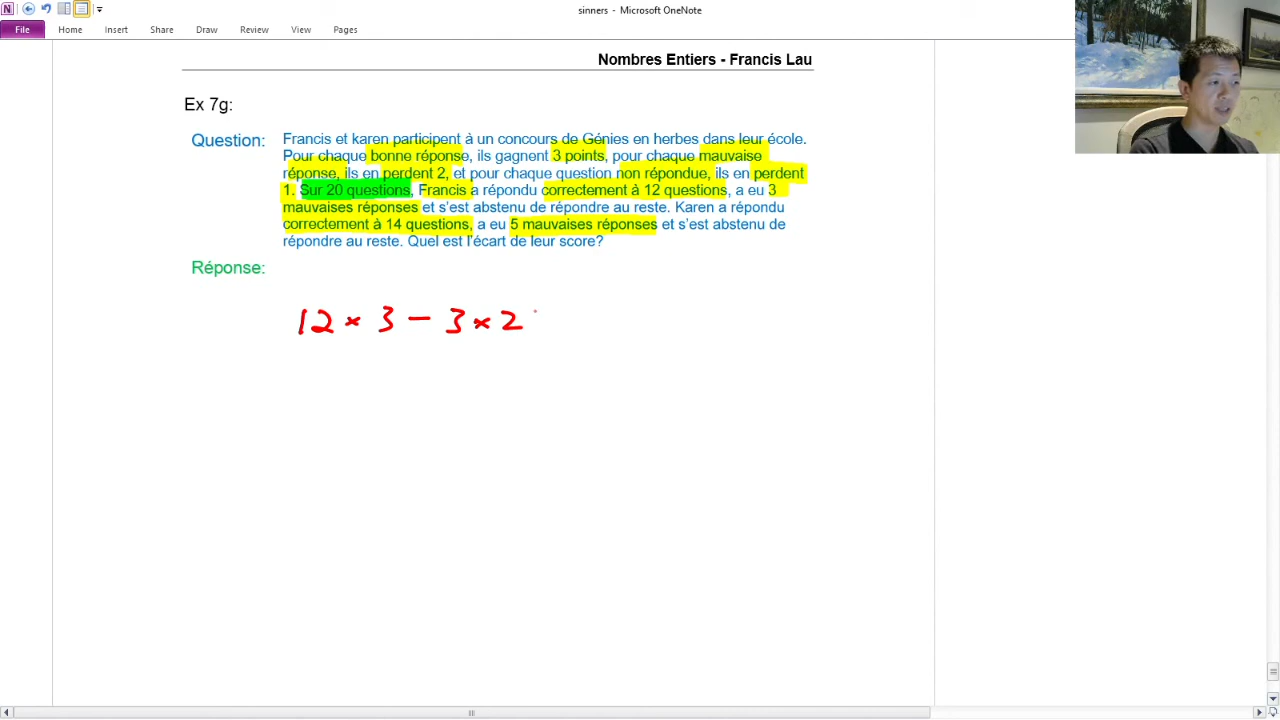 sinners - Microsoft OneNote
File Home Insert Share Draw Review View Pages
Nombres Entiers - Francis Lau
Ex 7g:
Question: Francis et karen participent à un concours de Génies en herbes dans leur école.
Pour chaque bonne réponse, ils gagnent 3 points, pour chaque mauvaise
réponse, ils en perdent 2, et pour chaque question non répondue, ils en perdent
1. Sur 20 questions, Francis a répondu correctement à 12 questions, a eu 3
mauvaises réponses et s’est abstenu de répondre au reste. Karen a répondu
correctement à 14 questions, a eu 5 mauvaises réponses et s’est abstenu de
répondre au reste. Quel est l’écart de leur score?
Réponse:
12 × 3 - 3 × 2